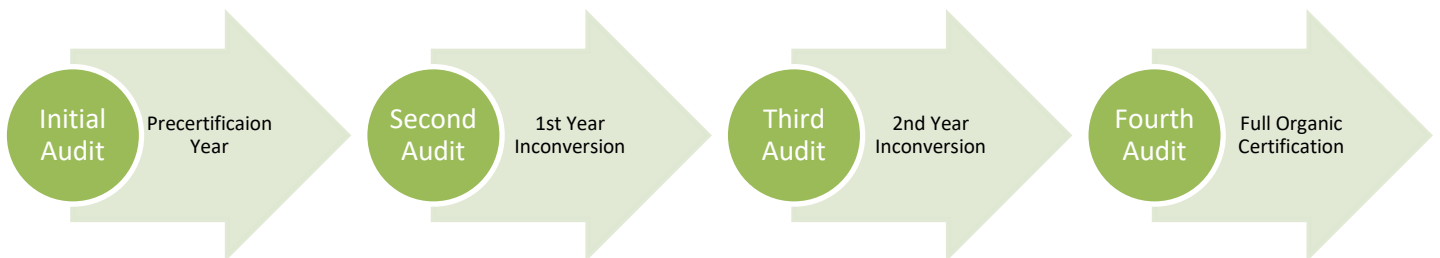 Initial
Audit
Precertificaion
Year
Second
Audit
1st Year
Inconversion
Third
Audit
2nd Year
Inconversion
Fourth
Audit
Full Organic
Certification